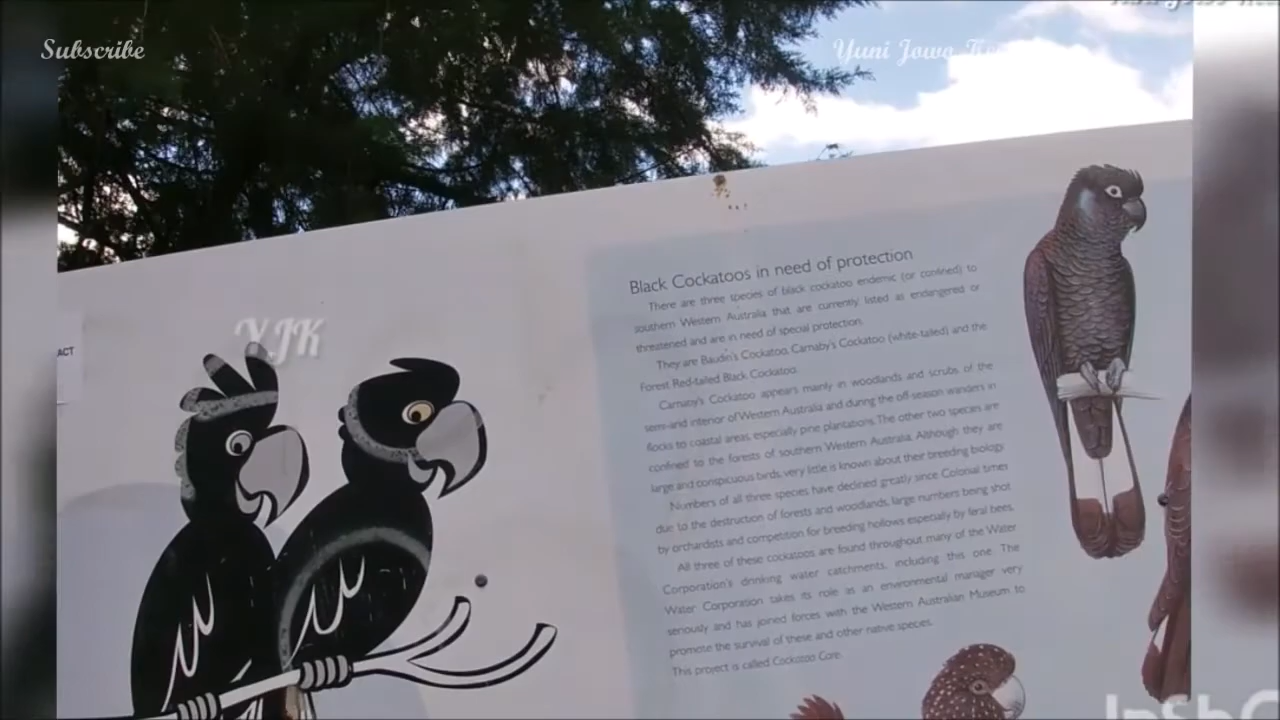 Subscribe
Yuni Jowo
YJK
ACT
Black Cockatoos in need of protection
There are three species of black cockatoo endemic (or confined) to
southern Western Australia that are currently listed as endangered or
threatened and are in need of special protection.
They are Baudin's Cockatoo, Carnaby's Cockatoo (white-tailed) and the
Forest Red-tailed Black Cockatoo.
Carnaby's Cockatoo appears mainly in woodlands and scrubs of the
semi-arid interior of Western Australia and during the off-season wanders in
flocks to coastal areas, especially pine plantations. The other two species are
confined to the forests of southern Western Australia. Although they are
large and conspicuous birds, very little is known about their breeding biology.
Numbers of all three species have declined greatly since Colonial times
due to the destruction of forests and woodlands, large numbers being shot
by orchardists and competition for breeding hollows especially by feral bees.
All three of these cockatoos are found throughout many of the Water
Corporation's drinking water catchments, including this one. The
Water Corporation takes its role as an environmental manager very
seriously and has joined forces with the Western Australian Museum to
promote the survival of these and other native species.
This project is called Cockatoo Care.